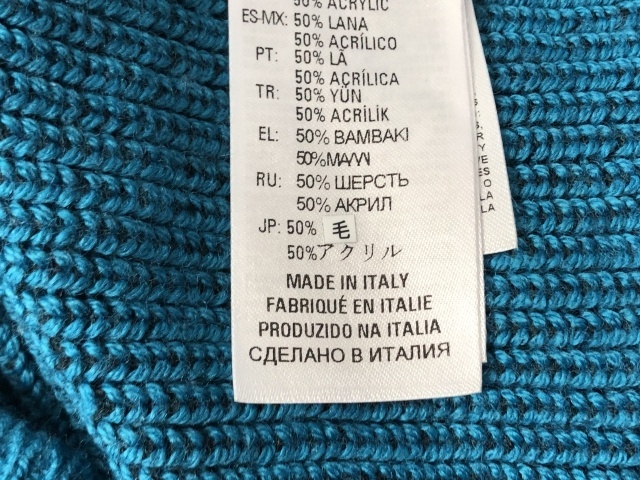 50% ACRYLIC
ES-MX: 50% LANA
50% ACRÍLICO
PT: 50% LÃ
50% ACRÍLICA
TR: 50% YÜN
50% ACRİLİK
EL: 50% BAMBAKI
50%
RU: 50% ШЕРСТЬ
50% АКРИЛ
JP: 50% 毛
50%アクリル
MADE IN ITALY
FABRIQUÉ EN ITALIE
PRODUZIDO NA ITALIA
СДЕЛАНО В ИТАЛИЯ